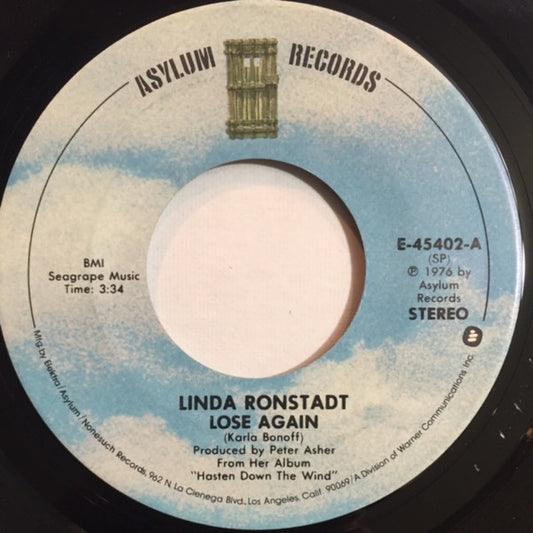 ASYLUM RECORDS
BMI
Seagrape Music
Time: 3:34
E-45402-A
(SP)
℗ 1976 by
Asylum
Records
STEREO
LINDA RONSTADT
LOSE AGAIN
(Karla Bonoff)
Produced by Peter Asher
From Her Album
"Hasten Down The Wind"
Mfg by Elektra/Asylum/Nonesuch Records, 962 N. La Cienega Blvd., Los Angeles, Calif. 90069/A Division of Warner Communications Inc.